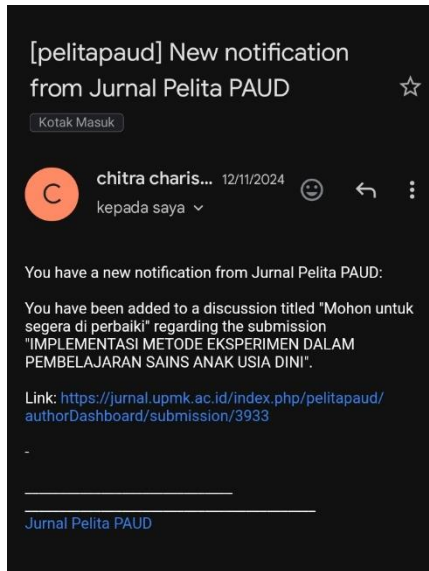 [pelitapaud] New notification
from Jurnal Pelita PAUD
Kotak Masuk
C
chitra charis... 12/11/2024
kepada saya
You have a new notification from Jurnal Pelita PAUD:
You have been added to a discussion titled "Mohon untuk
segera di perbaiki" regarding the submission
"IMPLEMENTASI METODE EKSPERIMEN DALAM
PEMBELAJARAN SAINS ANAK USIA DINI".
Link: https://jurnal.upmk.ac.id/index.php/pelitapaud/
authorDashboard/submission/3933
-
Jurnal Pelita PAUD